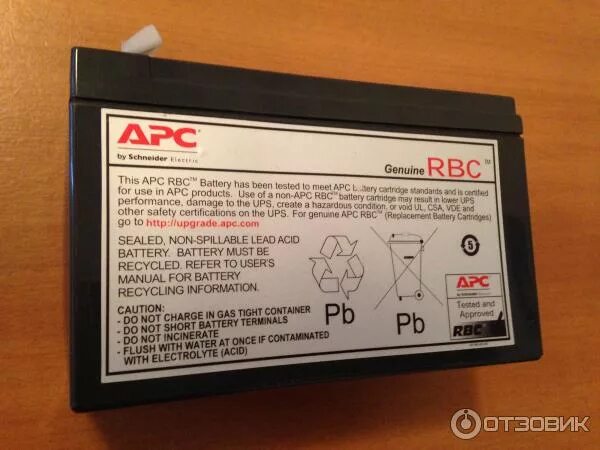 APC
by Schneider Electric
Genuine RBC™
This APC RBC™ Battery has been tested to meet APC b...tery cartridge standards and is certified
for use in APC products. Use of a non-APC RBC™ battery cartridge may result in lower UPS
performance, damage to the UPS, create a hazardous condition, or void UL, CSA, VDE and
other safety certifications on the UPS. For genuine APC RBC™ (Replacement Battery Cartridges)
go to http://upgrade.apc.com
SEALED, NON-SPILLABLE LEAD ACID
BATTERY. BATTERY MUST BE
RECYCLED. REFER TO USER'S
MANUAL FOR BATTERY
RECYCLING INFORMATION.
CAUTION:
- DO NOT CHARGE IN GAS TIGHT CONTAINER
- DO NOT SHORT BATTERY TERMINALS
- DO NOT INCINERATE
- FLUSH WITH WATER AT ONCE IF CONTAMINATED
WITH ELECTROLYTE (ACID)
Pb
Pb
5
APC
by Schneider Electric
Tested and
Approved
RBC
ОТЗОВИК